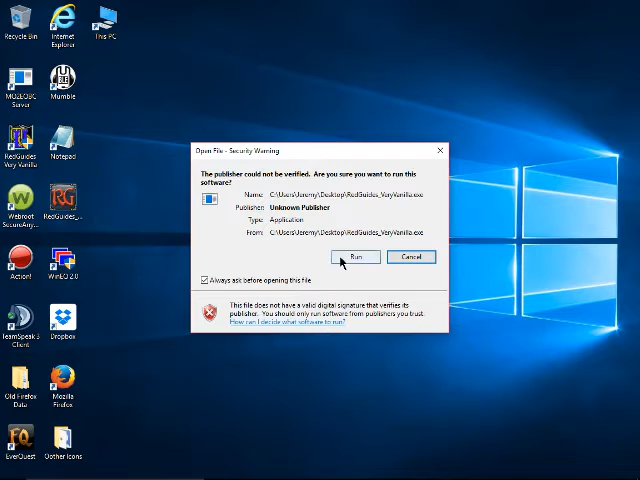 Recycle Bin
Internet
Explorer
This PC
MQ2EQBC
Server
Mumble
RedGuides
Very Vanilla
Notepad
Webroot
SecureAny...
RedGuides_...
Action!
WinEQ 2.0
TeamSpeak 3
Client
Dropbox
Old Firefox
Data
Mozilla
Firefox
EverQuest
Oother Icons
Open File - Security Warning
The publisher could not be verified. Are you sure you want to run this
software?
Name: C:\Users\Jeremy\Desktop\RedGuides_VeryVanilla.exe
Publisher: Unknown Publisher
Type: Application
From: C:\Users\Jeremy\Desktop\RedGuides_VeryVanilla.exe
Run Cancel
Always ask before opening this file
This file does not have a valid digital signature that verifies its
publisher. You should only run software from publishers you trust.
How can I decide what software to run?